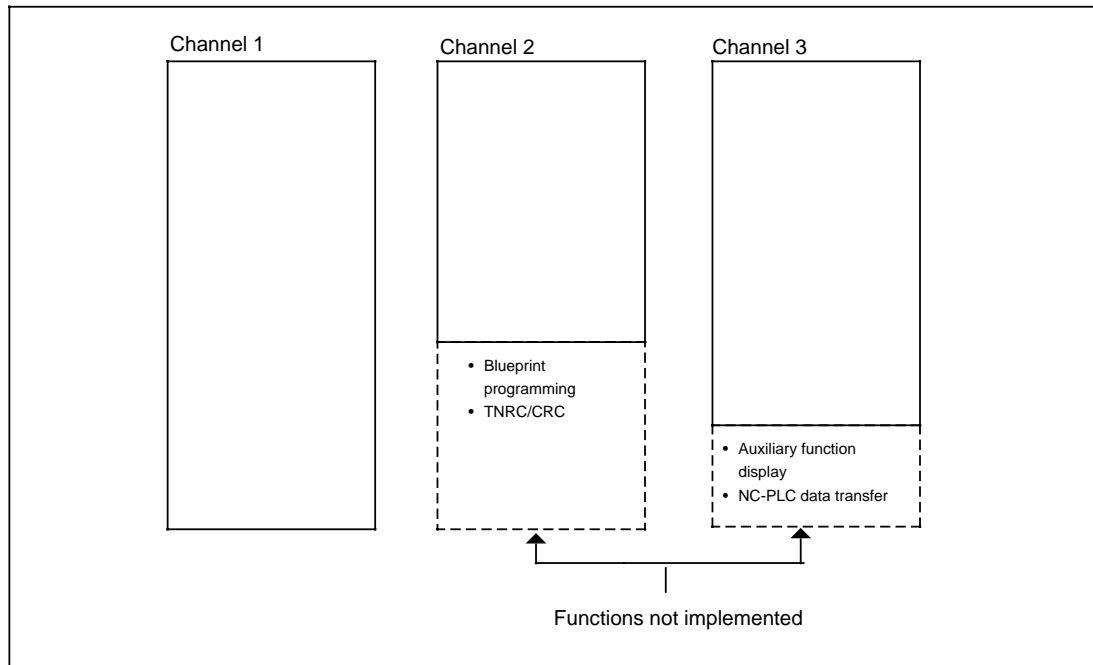 Channel 1
Channel 2
Channel 3
• Blueprint
programming
• TNRC/CRC
• Auxiliary function
display
• NC-PLC data transfer
Functions not implemented